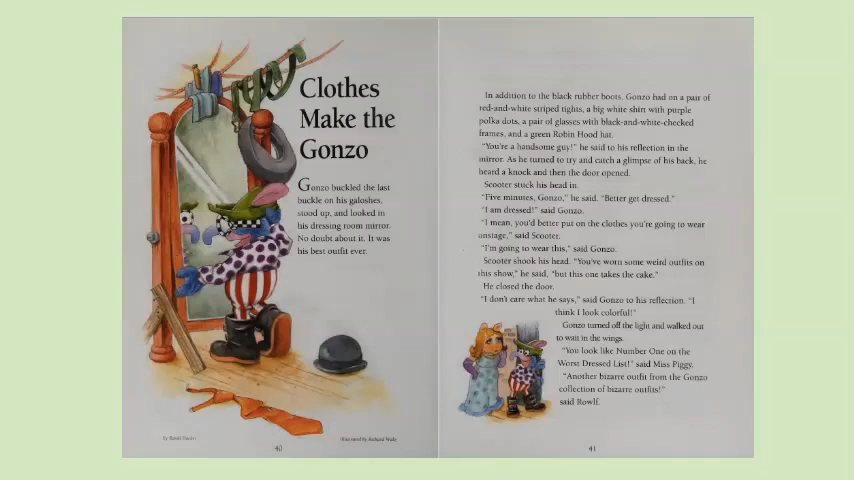 Clothes
Make the
Gonzo
Gonzo buckled the last
buckle on his galoshes,
stood up, and looked in
his dressing room mirror.
No doubt about it. It was
his best outfit ever.
by David
Illustrated by Richard Walz
40
In addition to the black rubber boots, Gonzo had on a pair of
red-and-white striped tights, a big white shirt with purple
polka dots, a pair of glasses with black-and-white-checked
frames, and a green Robin Hood hat.
"You're a handsome guy!" he said to his reflection in the
mirror. As he turned to try and catch a glimpse of his back, he
heard a knock and then the door opened.
Scooter stuck his head in.
"Five minutes, Gonzo," he said. "Better get dressed."
"I am dressed!" said Gonzo.
"I mean, you'd better put on the clothes you're going to wear
onstage," said Scooter.
"I'm going to wear this," said Gonzo.
Scooter shook his head. "You've worn some weird outfits on
this show," he said, "but this one takes the cake."
He closed the door.
"I don't care what he says," said Gonzo to his reflection. "I
think I look colorful!"
Gonzo turned off the light and walked out
to wait in the wings.
"You look like Number One on the
Worst Dressed List!" said Miss Piggy.
"Another bizarre outfit from the Gonzo
collection of bizarre outfits!"
said Rowlf.
41